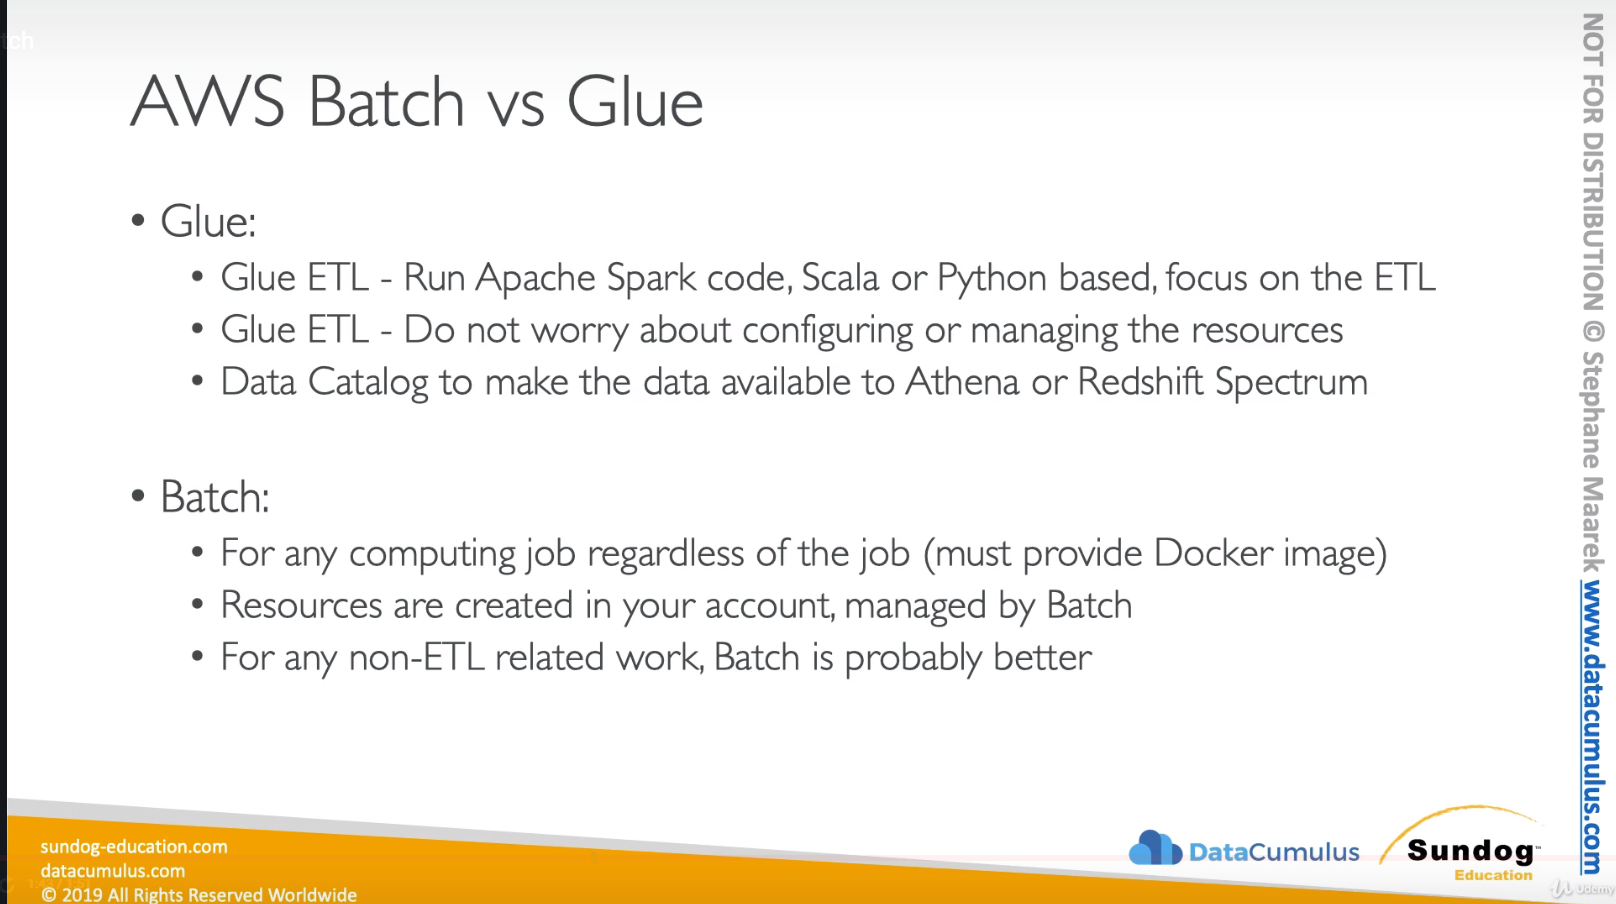 tch
AWS Batch vs Glue
• Glue:
• Glue ETL - Run Apache Spark code, Scala or Python based, focus on the ETL
• Glue ETL - Do not worry about configuring or managing the resources
• Data Catalog to make the data available to Athena or Redshift Spectrum
• Batch:
• For any computing job regardless of the job (must provide Docker image)
• Resources are created in your account, managed by Batch
• For any non-ETL related work, Batch is probably better
sundog-education.com
datacumulus.com
© 2019 All Rights Reserved Worldwide
DataCumulus
Sundog
Education
Udemy
NOT FOR DISTRIBUTION © Stephane Maarek www.datacumulus.com